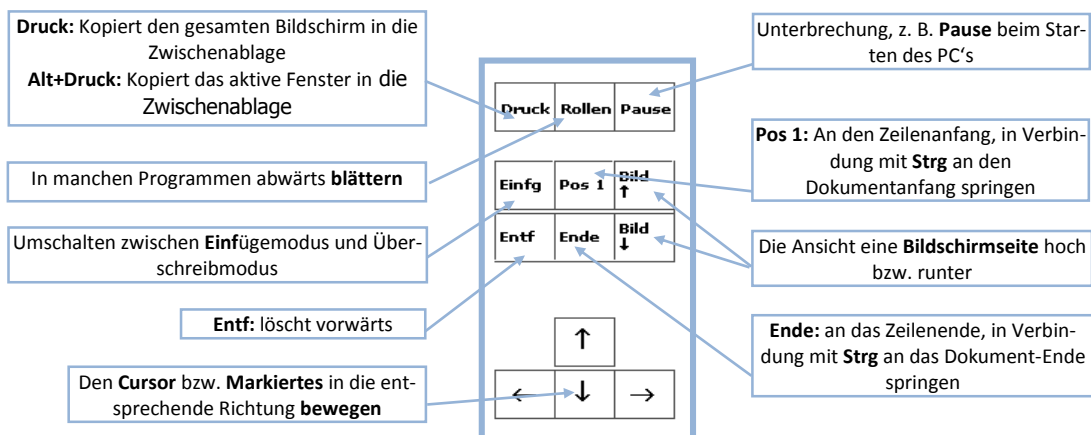 Druck: Kopiert den gesamten Bildschirm in die
Zwischenablage
Alt+Druck: Kopiert das aktive Fenster in die
Zwischenablage
In manchen Programmen abwärts blättern
Umschalten zwischen Einfügemodus und Über-
schreibmodus
Entf: löscht vorwärts
Den Cursor bzw. Markiertes in die ent-
sprechende Richtung bewegen
Druck Rollen Pause
Einfg Pos 1 Bild
↑
Entf Ende Bild
↓
↑
← ↓ →
Unterbrechung, z. B. Pause beim Star-
ten des PC‘s
Pos 1: An den Zeilenanfang, in Verbin-
dung mit Strg an den
Dokumentanfang springen
Die Ansicht eine Bildschirmseite hoch
bzw. runter
Ende: an das Zeilenende, in Verbin-
dung mit Strg an das Dokument-Ende
springen